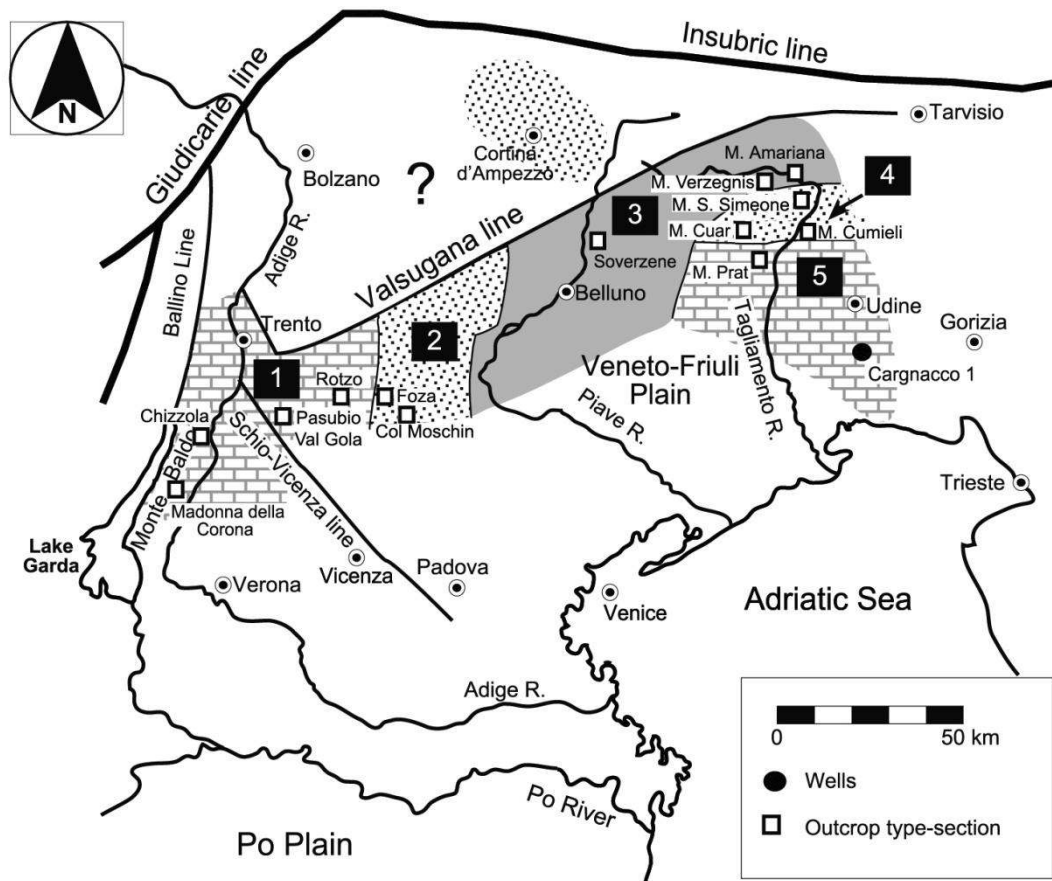 N
Giudicarie line
Insubric line
Tarvisio
Bolzano
Cortina
d'Ampezzo
?
M. Amariana
M. Verzegnis
M. S. Simeone
M. Cuar
M. Cumieli
M. Prat
4
3
Soverzene
Adige R.
Ballino Line
Valsugana line
Belluno
5
Udine
Gorizia
Cargnacco 1
Trento
2
Tagliamento R.
Veneto-Friuli
Plain
1
Rotzo
Foza
Chizzola
Pasubio
Val Gola
Col Moschin
Piave R.
Monte Baldo
Schio-Vicenza line
Madonna della
Corona
Trieste
Lake
Garda
Verona
Vicenza
Padova
Venice
Adriatic Sea
Adige R.
Po River
Po Plain
0 50 km
Wells
Outcrop type-section